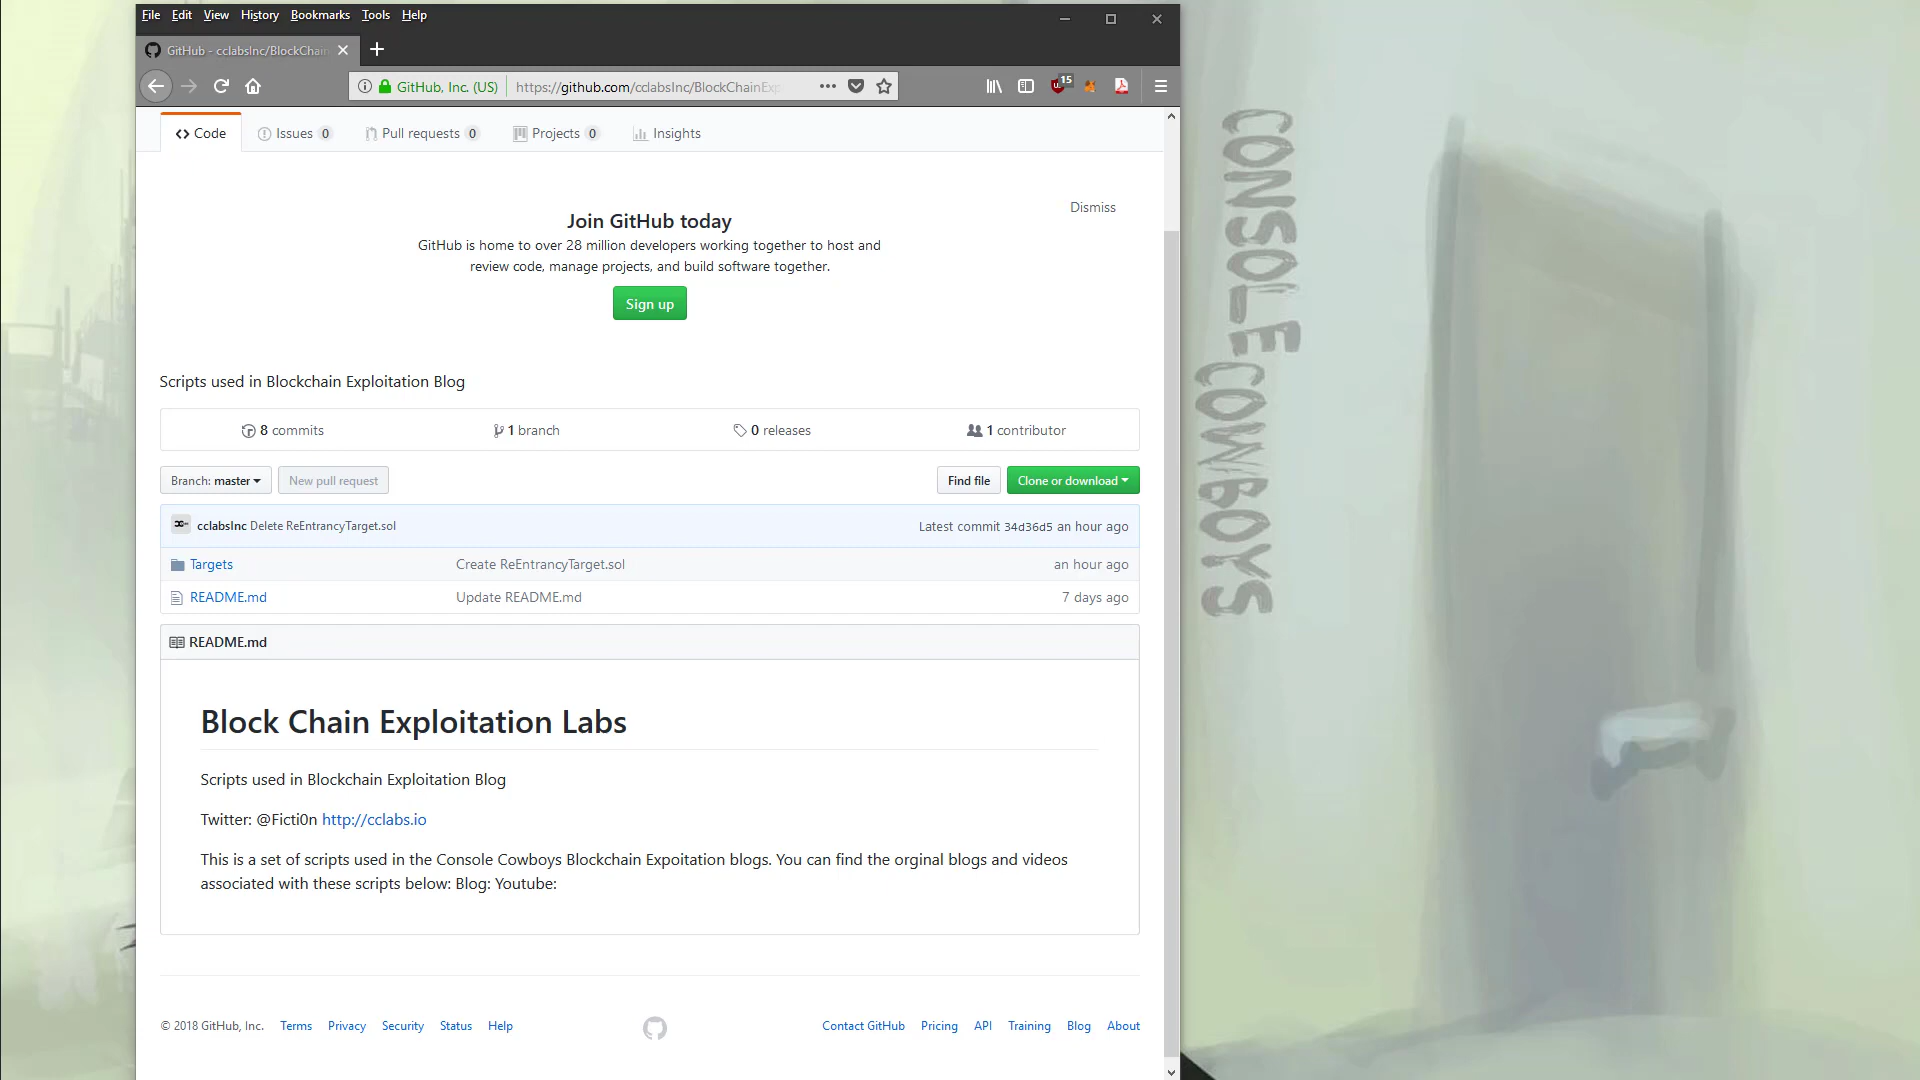 File Edit View History Bookmarks Tools Help
GitHub - cclabsInc/BlockChain
GitHub, Inc. (US) https://github.com/cclabsInc/BlockChainExp
15
Code Issues 0 Pull requests 0 Projects 0 Insights
Dismiss
Join GitHub today
GitHub is home to over 28 million developers working together to host and
review code, manage projects, and build software together.
Sign up
Scripts used in Blockchain Exploitation Blog
8 commits 1 branch 0 releases 1 contributor
Branch: master New pull request Find file Clone or download
cclabsInc Delete ReEntrancyTarget.sol Latest commit 34d36d5 an hour ago
Targets Create ReEntrancyTarget.sol an hour ago
README.md Update README.md 7 days ago
README.md
Block Chain Exploitation Labs
Scripts used in Blockchain Exploitation Blog
Twitter: @Ficti0n http://cclabs.io
This is a set of scripts used in the Console Cowboys Blockchain Expoitation blogs. You can find the orginal blogs and videos
associated with these scripts below: Blog: Youtube:
© 2018 GitHub, Inc. Terms Privacy Security Status Help Contact GitHub Pricing API Training Blog About
CONSOLE COWBOYS